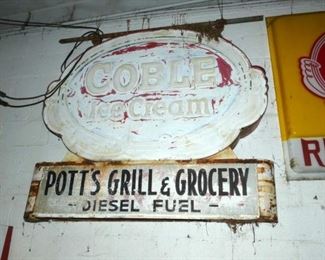 COBLE
Ice Cream
POTT'S GRILL & GROCERY
- DIESEL FUEL -
R